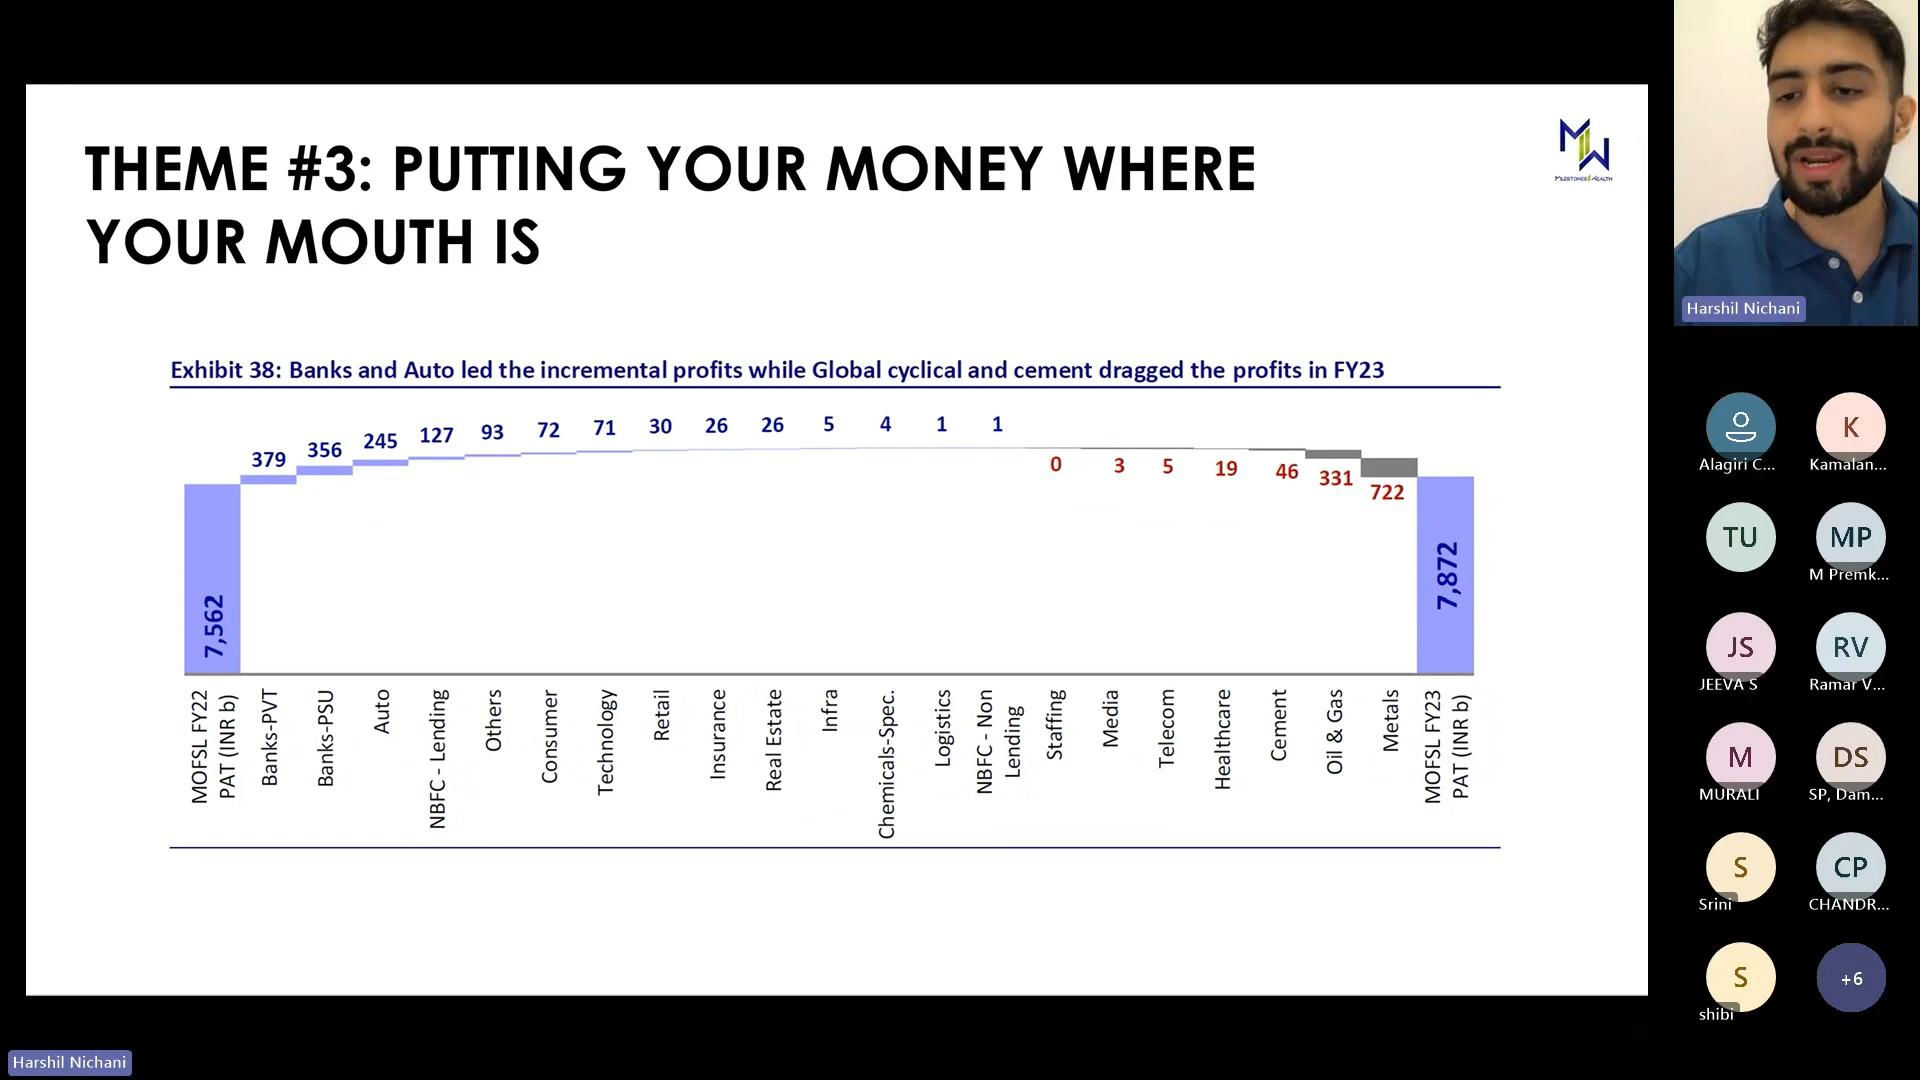 THEME #3: PUTTING YOUR MONEY WHERE
YOUR MOUTH IS
MW
MILESTONES2WEALTH
Exhibit 38: Banks and Auto led the incremental profits while Global cyclical and cement dragged the profits in FY23
379
356
245
127
93
72
71
30
26
26
5
4
1
1
0
3
5
19
46
331
722
7,562
7,872
MOFSL FY22
PAT (INR b)
Banks-PVT
Banks-PSU
Auto
NBFC - Lending
Others
Consumer
Technology
Retail
Insurance
Real Estate
Infra
Chemicals-Spec.
Logistics
NBFC - Non
Lending
Staffing
Media
Telecom
Healthcare
Cement
Oil & Gas
Metals
MOFSL FY23
PAT (INR b)
Harshil Nichani
Alagiri C...
K
Kamalan...
TU
MP
M Premk...
JS
JEEVA S
RV
Ramar V...
M
MURALI
DS
SP, Dam...
S
Srini
CP
CHANDR...
S
shibi
+6
Harshil Nichani